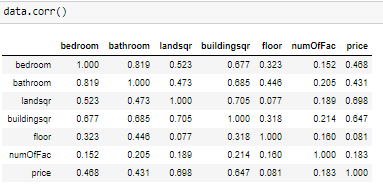 data.corr()
bedroom bathroom landsqr buildingsqr floor numOfFac price
bedroom 1.000 0.819 0.523 0.677 0.323 0.152 0.468
bathroom 0.819 1.000 0.473 0.685 0.446 0.205 0.431
landsqr 0.523 0.473 1.000 0.705 0.077 0.189 0.698
buildingsqr 0.677 0.685 0.705 1.000 0.318 0.214 0.647
floor 0.323 0.446 0.077 0.318 1.000 0.160 0.081
numOfFac 0.152 0.205 0.189 0.214 0.160 1.000 0.183
price 0.468 0.431 0.698 0.647 0.081 0.183 1.000